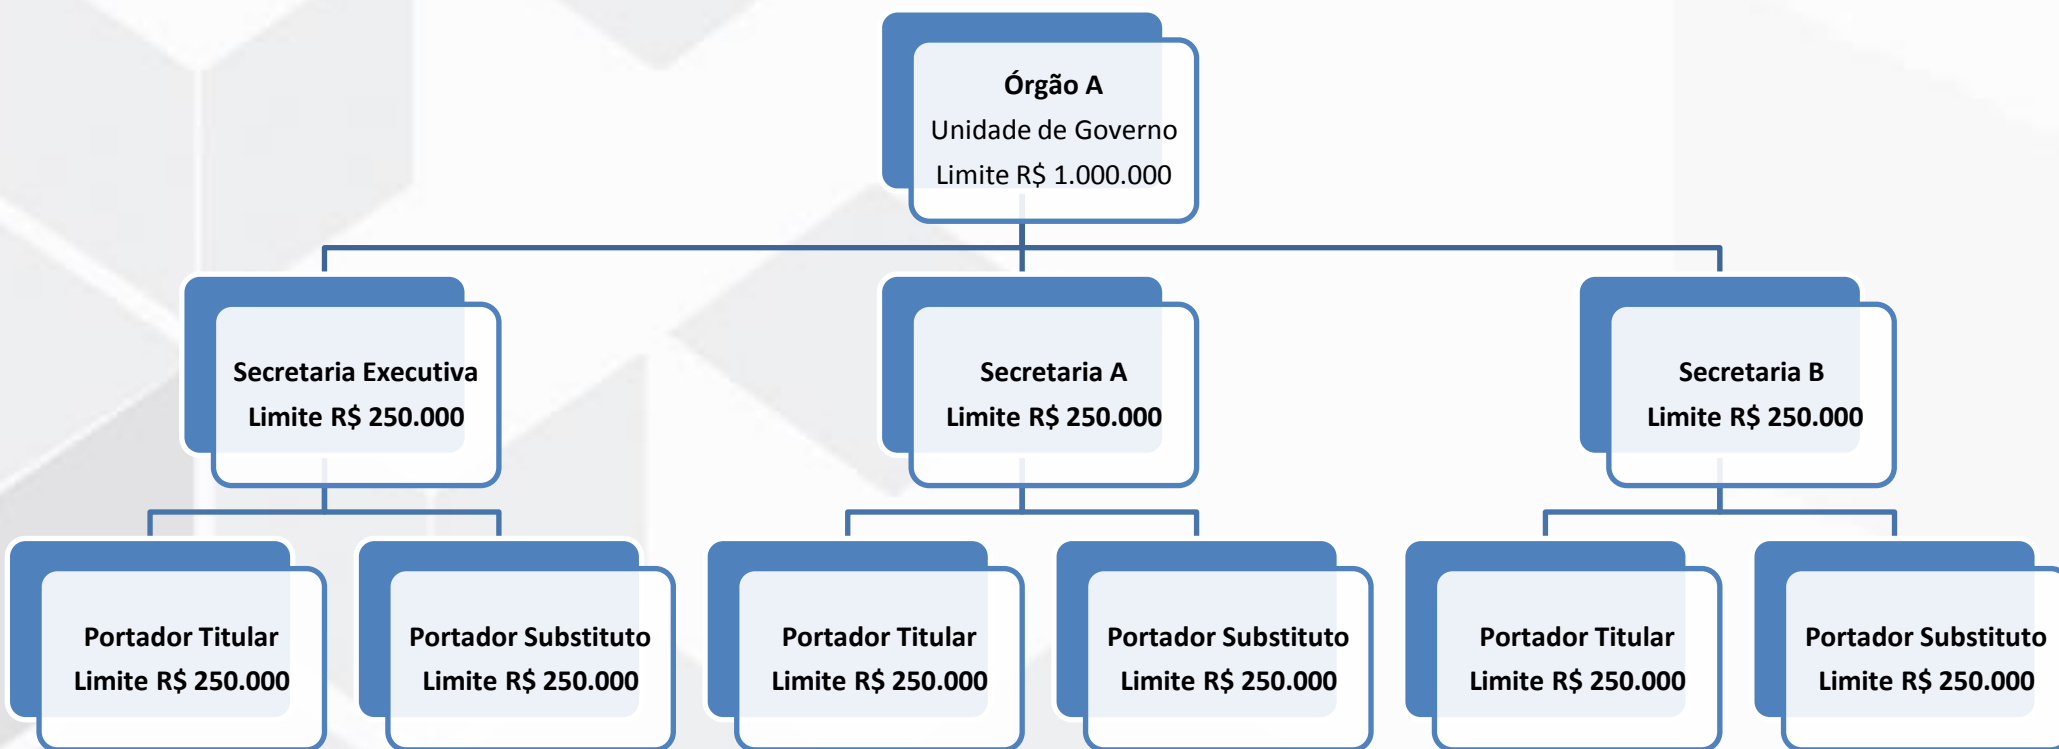 Órgão A
Unidade de Governo
Limite R$ 1.000.000
Secretaria Executiva
Limite R$ 250.000
Secretaria A
Limite R$ 250.000
Secretaria B
Limite R$ 250.000
Portador Titular
Limite R$ 250.000
Portador Substituto
Limite R$ 250.000
Portador Titular
Limite R$ 250.000
Portador Substituto
Limite R$ 250.000
Portador Titular
Limite R$ 250.000
Portador Substituto
Limite R$ 250.000